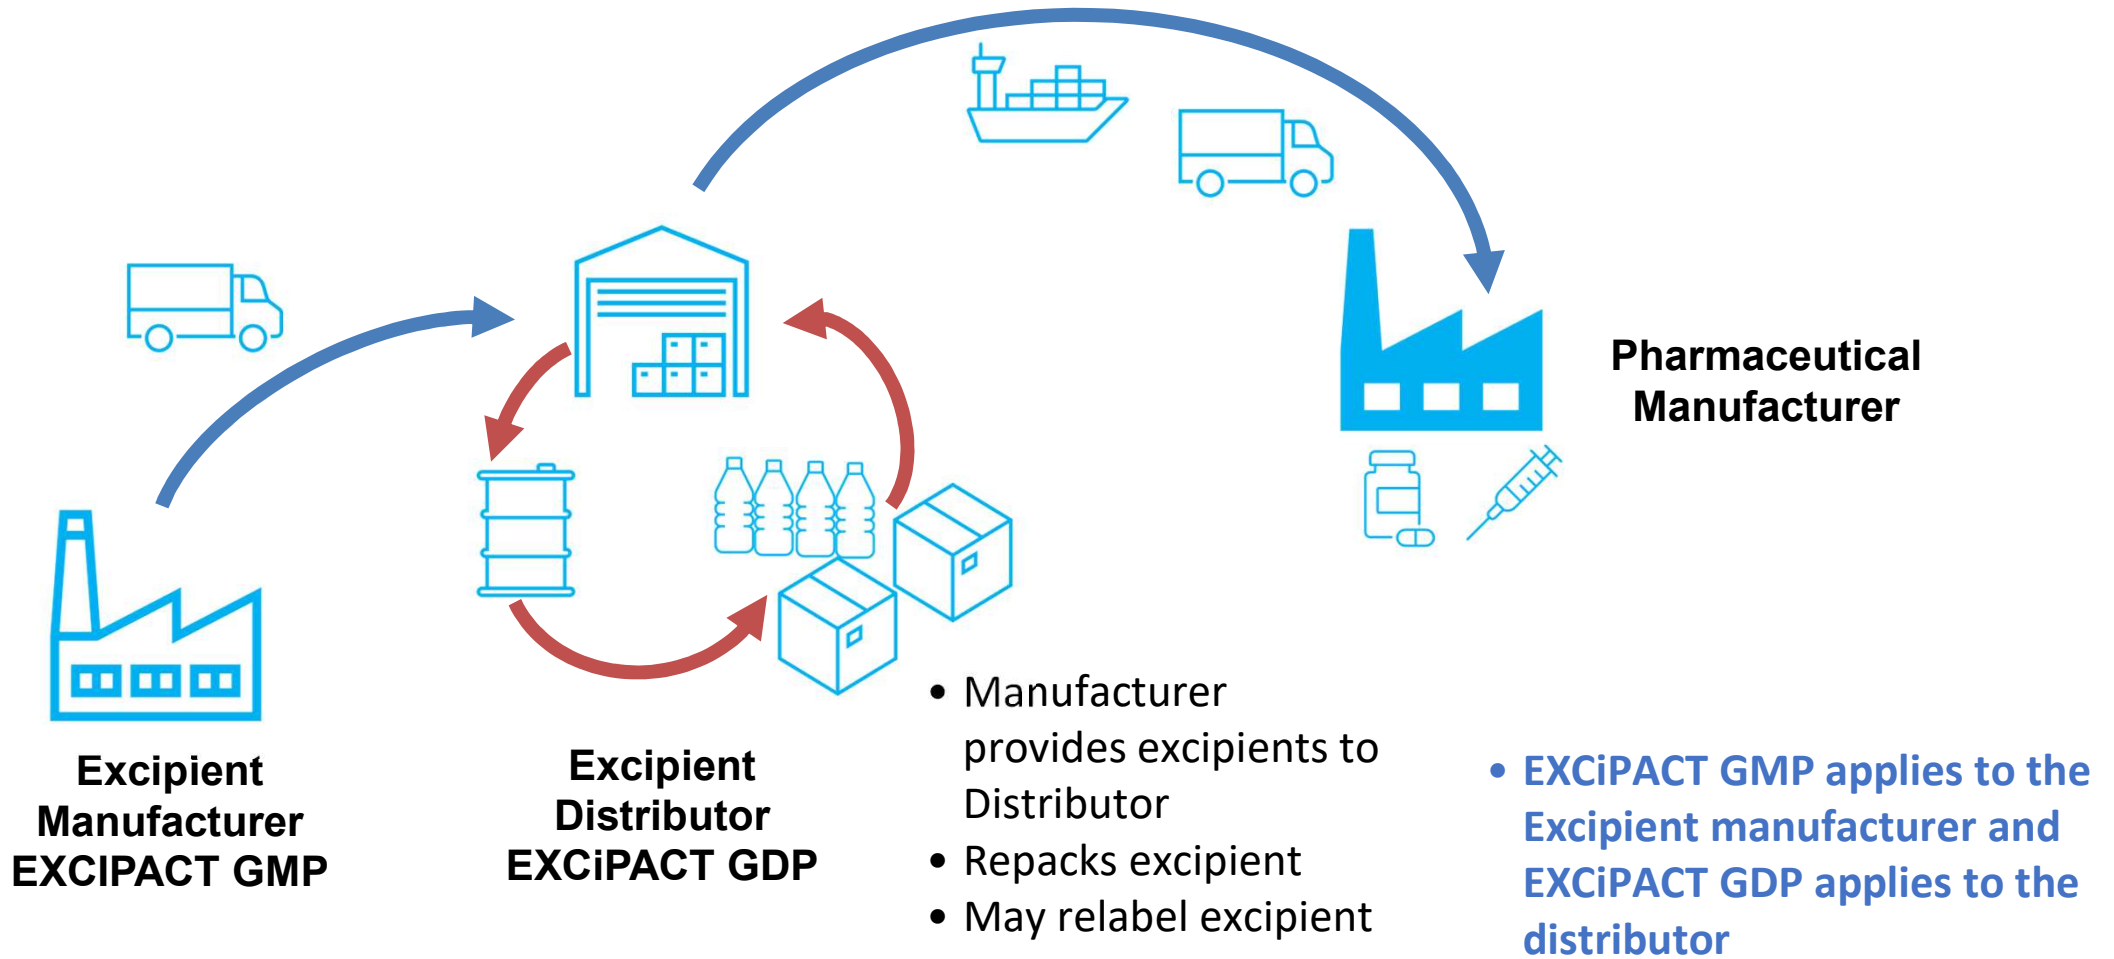 Pharmaceutical
Manufacturer
Excipient
Manufacturer
EXCIPACT GMP
Excipient
Distributor
EXCiPACT GDP
• Manufacturer
provides excipients to
Distributor
• Repacks excipient
• May relabel excipient
• EXCiPACT GMP applies to the
Excipient manufacturer and
EXCiPACT GDP applies to the
distributor